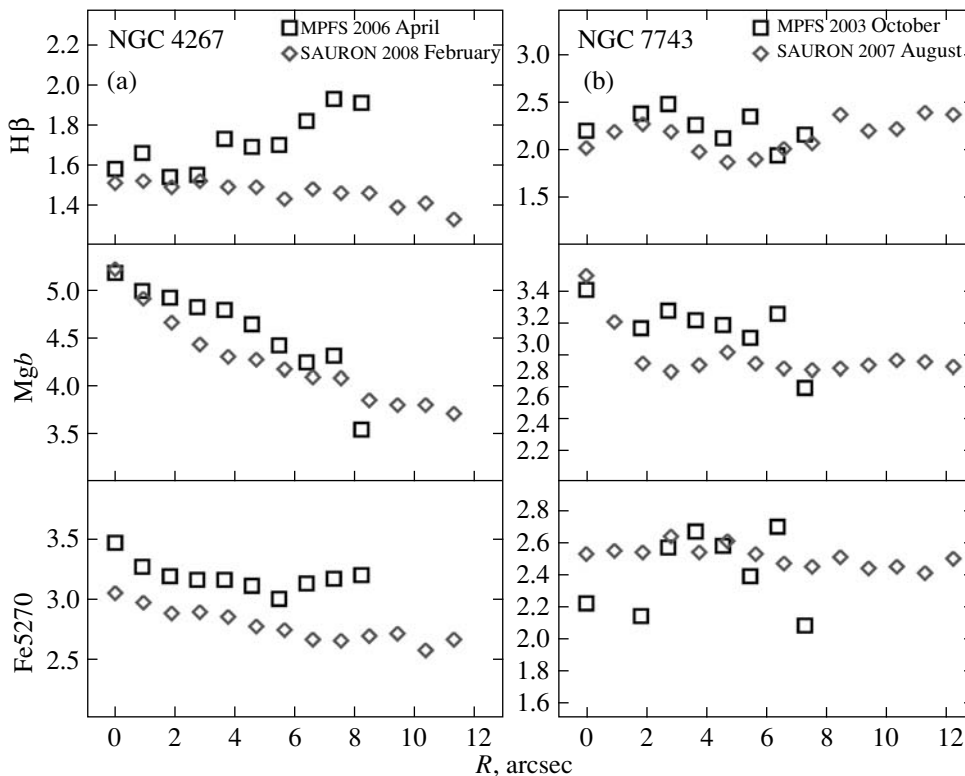 NGC 4267
MPFS 2006 April
SAURON 2008 February
(a)
2.2
2.0
1.8
1.6
1.4
Hβ
NGC 7743
MPFS 2003 October
SAURON 2007 August
(b)
3.0
2.5
2.0
1.5
5.0
4.5
4.0
3.5
Mgb
3.4
3.2
3.0
2.8
2.6
2.4
2.2
3.5
3.0
2.5
Fe5270
2.8
2.6
2.4
2.2
2.0
1.8
1.6
0 2 4 6 8 10 12
0 2 4 6 8 10 12
R, arcsec